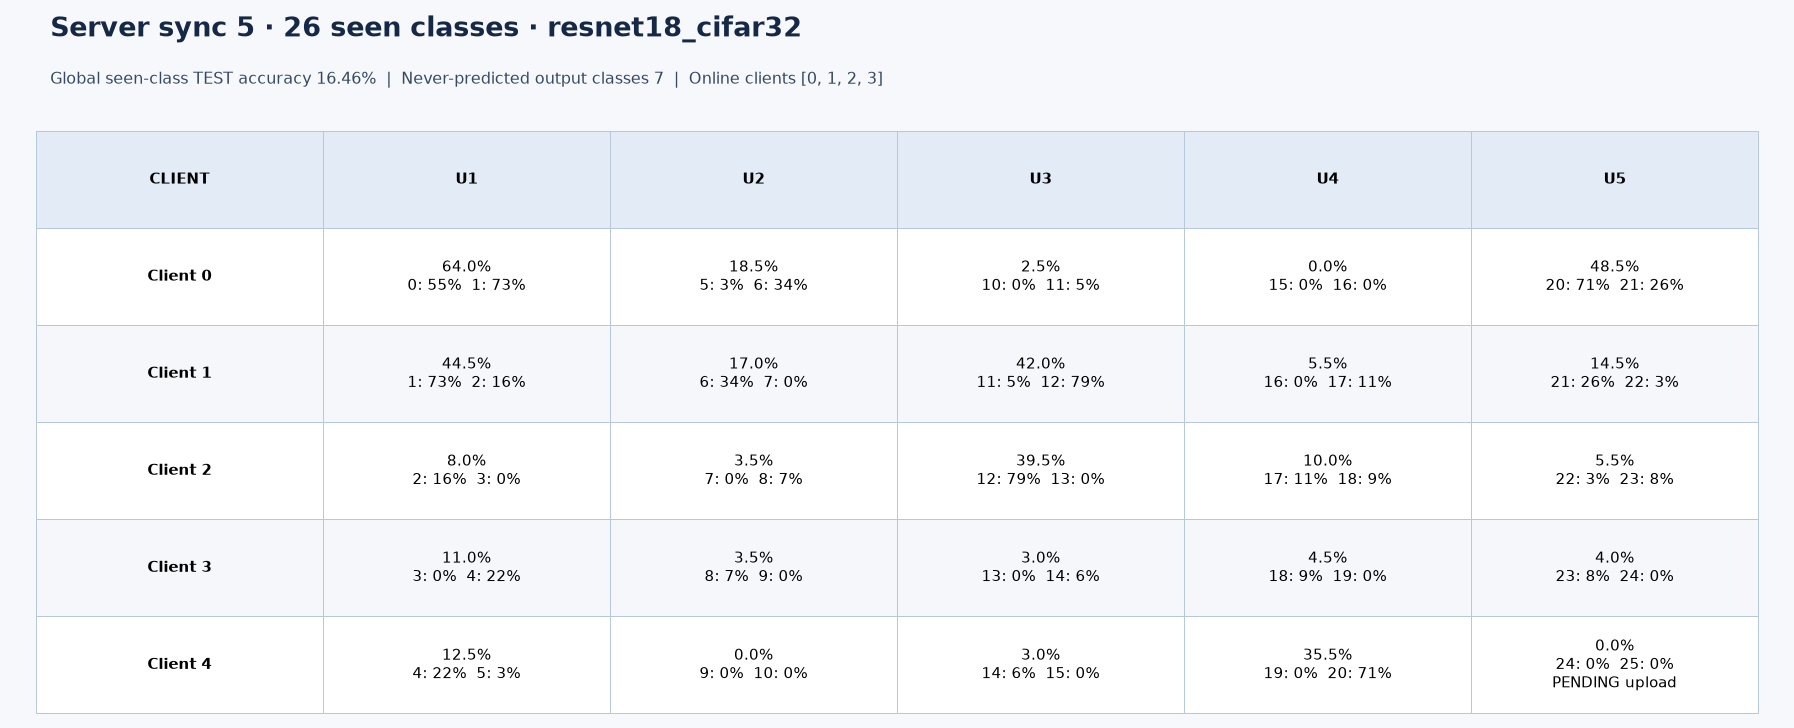 Server sync 5 · 26 seen classes · resnet18_cifar32
Global seen-class TEST accuracy 16.46% | Never-predicted output classes 7 | Online clients [0, 1, 2, 3]
CLIENT U1 U2 U3 U4 U5
Client 0
64.0%
0: 55% 1: 73%
18.5%
5: 3% 6: 34%
2.5%
10: 0% 11: 5%
0.0%
15: 0% 16: 0%
48.5%
20: 71% 21: 26%
Client 1
44.5%
1: 73% 2: 16%
17.0%
6: 34% 7: 0%
42.0%
11: 5% 12: 79%
5.5%
16: 0% 17: 11%
14.5%
21: 26% 22: 3%
Client 2
8.0%
2: 16% 3: 0%
3.5%
7: 0% 8: 7%
39.5%
12: 79% 13: 0%
10.0%
17: 11% 18: 9%
5.5%
22: 3% 23: 8%
Client 3
11.0%
3: 0% 4: 22%
3.5%
8: 7% 9: 0%
3.0%
13: 0% 14: 6%
4.5%
18: 9% 19: 0%
4.0%
23: 8% 24: 0%
Client 4
12.5%
4: 22% 5: 3%
0.0%
9: 0% 10: 0%
3.0%
14: 6% 15: 0%
35.5%
19: 0% 20: 71%
0.0%
24: 0% 25: 0%
PENDING upload